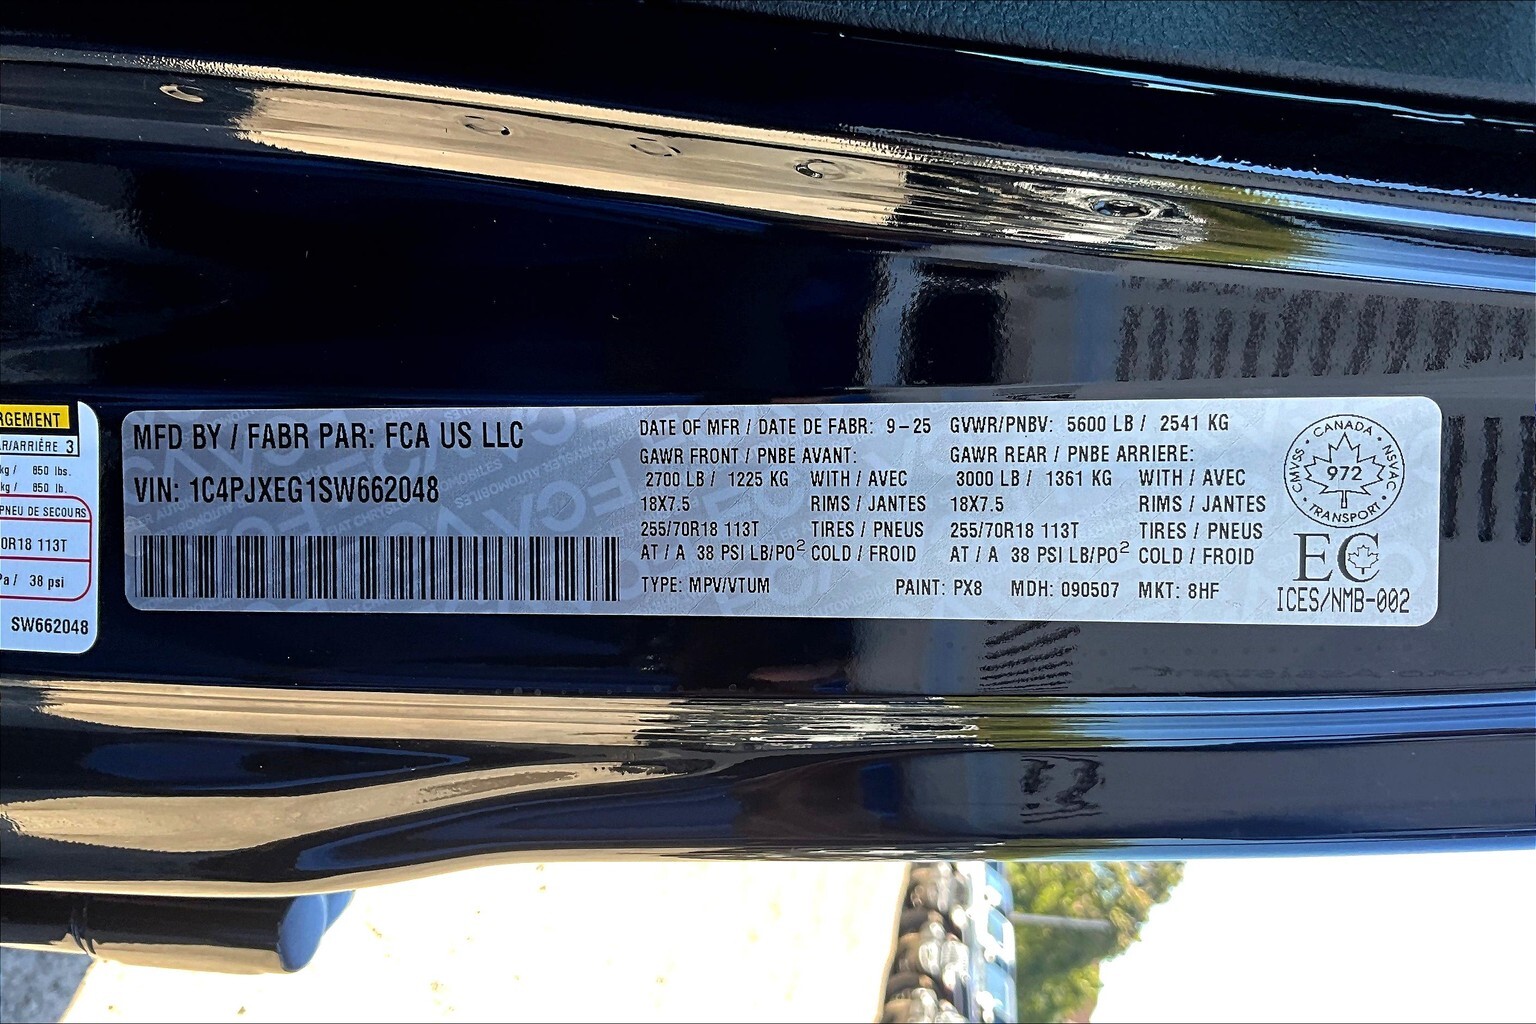 RGEMENT
AR/ARRIÈRE 3
kg / 850 lbs.
kg / 850 lb.
PNEU DE SECOURS
0R18 113T
Pa / 38 psi
SW662048
MFD BY / FABR PAR: FCA US LLC
VIN: 1C4PJXEG1SW662048
DATE OF MFR / DATE DE FABR: 9-25 GVWR/PNBV: 5600 LB / 2541 KG
GAWR FRONT / PNBE AVANT: GAWR REAR / PNBE ARRIERE:
2700 LB / 1225 KG WITH / AVEC 3000 LB / 1361 KG WITH / AVEC
18X7.5 RIMS / JANTES 18X7.5 RIMS / JANTES
255/70R18 113T TIRES / PNEUS 255/70R18 113T TIRES / PNEUS
AT / A 38 PSI LB/PO² COLD / FROID AT / A 38 PSI LB/PO² COLD / FROID
TYPE: MPV/VTUM PAINT: PX8 MDH: 090507 MKT: 8HF
CANADA
CMVSS • NSVAC
972
TRANSPORT
EC
ICES/NMB-002